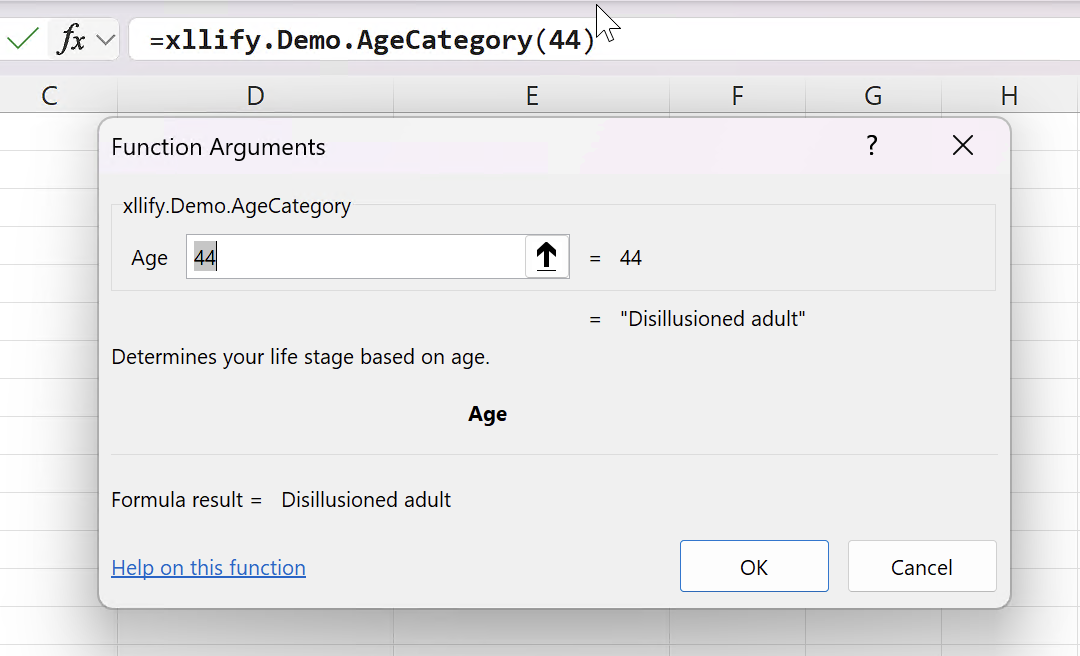 fx =xllify.Demo.AgeCategory(44)
C D E F G H
Function Arguments ?
xllify.Demo.AgeCategory
Age 44 = 44
= "Disillusioned adult"
Determines your life stage based on age.
Age
Formula result = Disillusioned adult
Help on this function OK Cancel